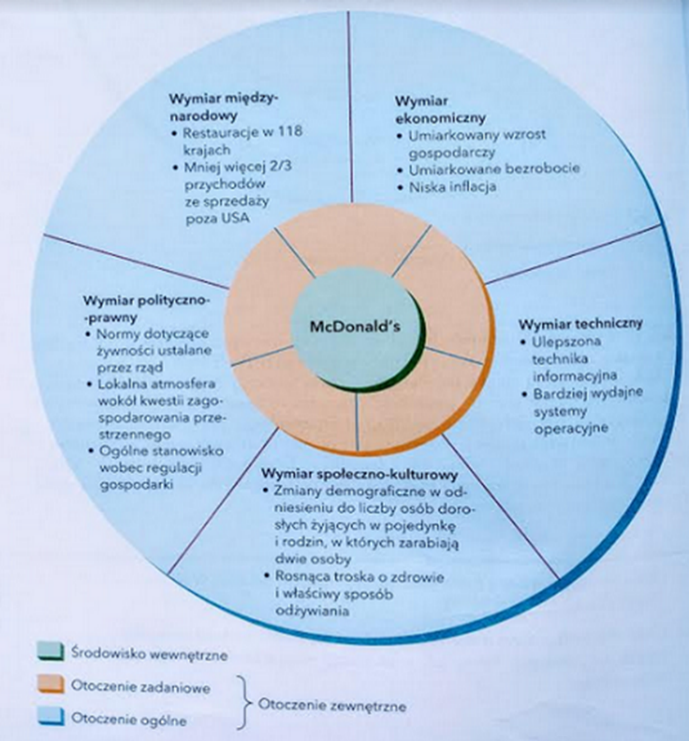 Wymiar między-
narodowy
• Restauracje w 118
krajach
• Mniej więcej 2/3
przychodów
ze sprzedaży
poza USA
Wymiar
ekonomiczny
• Umiarkowany wzrost
gospodarczy
• Umiarkowane bezrobocie
• Niska inflacja
McDonald's
Wymiar polityczno-
-prawny
• Normy dotyczące
żywności ustalane
przez rząd
• Lokalna atmosfera
wokół kwestii zago-
spodarowania prze-
strzennego
• Ogólne stanowisko
wobec regulacji
gospodarki
Wymiar techniczny
• Ulepszona
technika
informacyjna
• Bardziej wydajne
systemy
operacyjne
Wymiar społeczno-kulturowy
• Zmiany demograficzne w od-
niesieniu do liczby osób doro-
słych żyjących w pojedynkę
i rodzin, w których zarabiają
dwie osoby
• Rosnąca troska o zdrowie
i właściwy sposób
odżywiania
Środowisko wewnętrzne
Otoczenie zadaniowe
Otoczenie ogólne
Otoczenie zewnętrzne